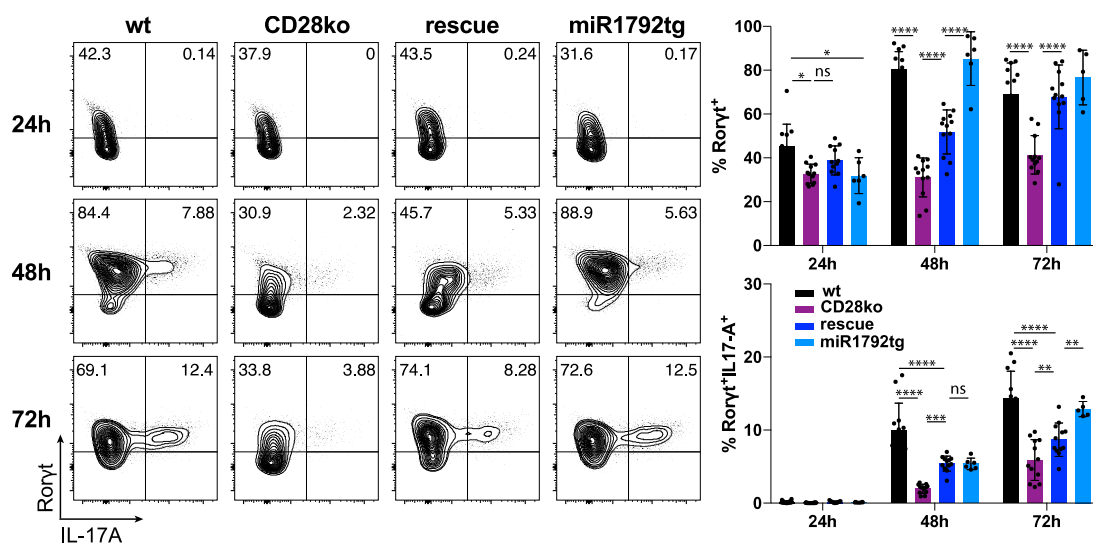 wt CD28ko rescue miR1792tg
24h
42.3 0.14
37.9 0
43.5 0.24
31.6 0.17
48h
84.4 7.88
30.9 2.32
45.7 5.33
88.9 5.63
72h
69.1 12.4
33.8 3.88
74.1 8.28
72.6 12.5
Rorγt
IL-17A
% Rorγt+
100
80
60
40
20
0
*
* ns
**** **** ****
**** ****
24h 48h 72h
% Rorγt+IL17-A+
30
20
10
0
wt
CD28ko
rescue
miR1792tg
****
**** *** ns
****
**** ** **
24h 48h 72h